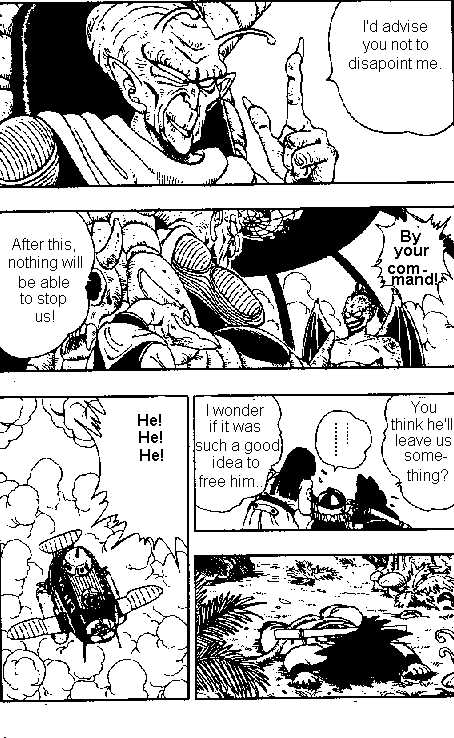 I'd advise
you not to
disapoint me.
By
your
com-
mand!
After this,
nothing will
be able
to stop
us!
You
think he'll
leave us
some-
thing?
I wonder
if it was
such a good
idea to
free him..
He!
He!
He!